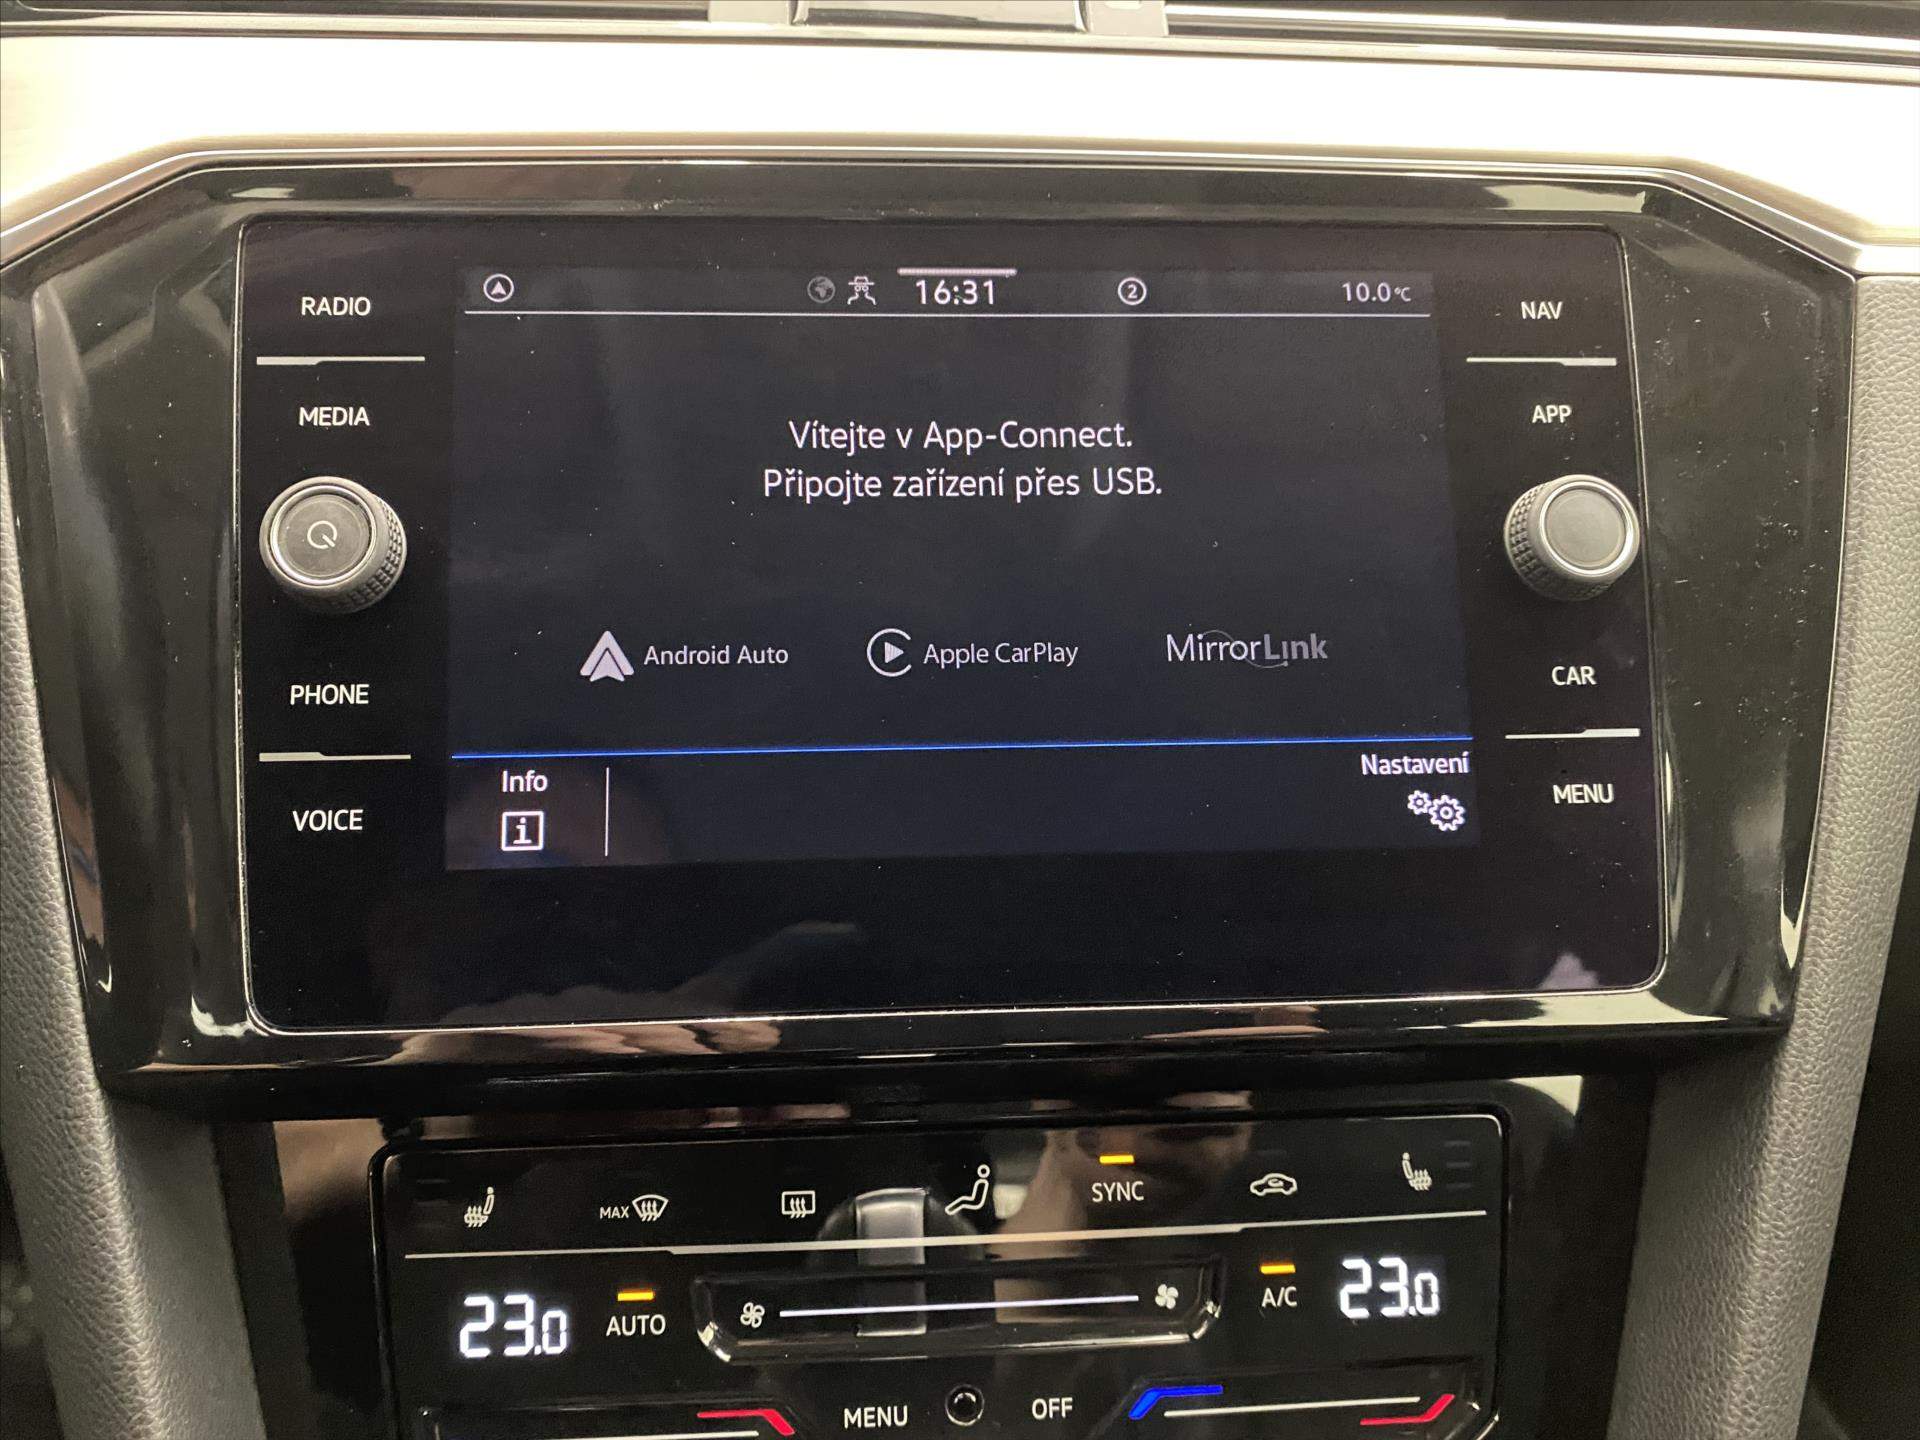 RADIO
MEDIA
PHONE
VOICE
16:31
2
10.0°C
Vítejte v App-Connect.
Připojte zařízení přes USB.
Android Auto
Apple CarPlay
MirrorLink
Info
i
Nastavení
NAV
APP
CAR
MENU
MAX
SYNC
23.0
AUTO
A/C
23.0
MENU
OFF